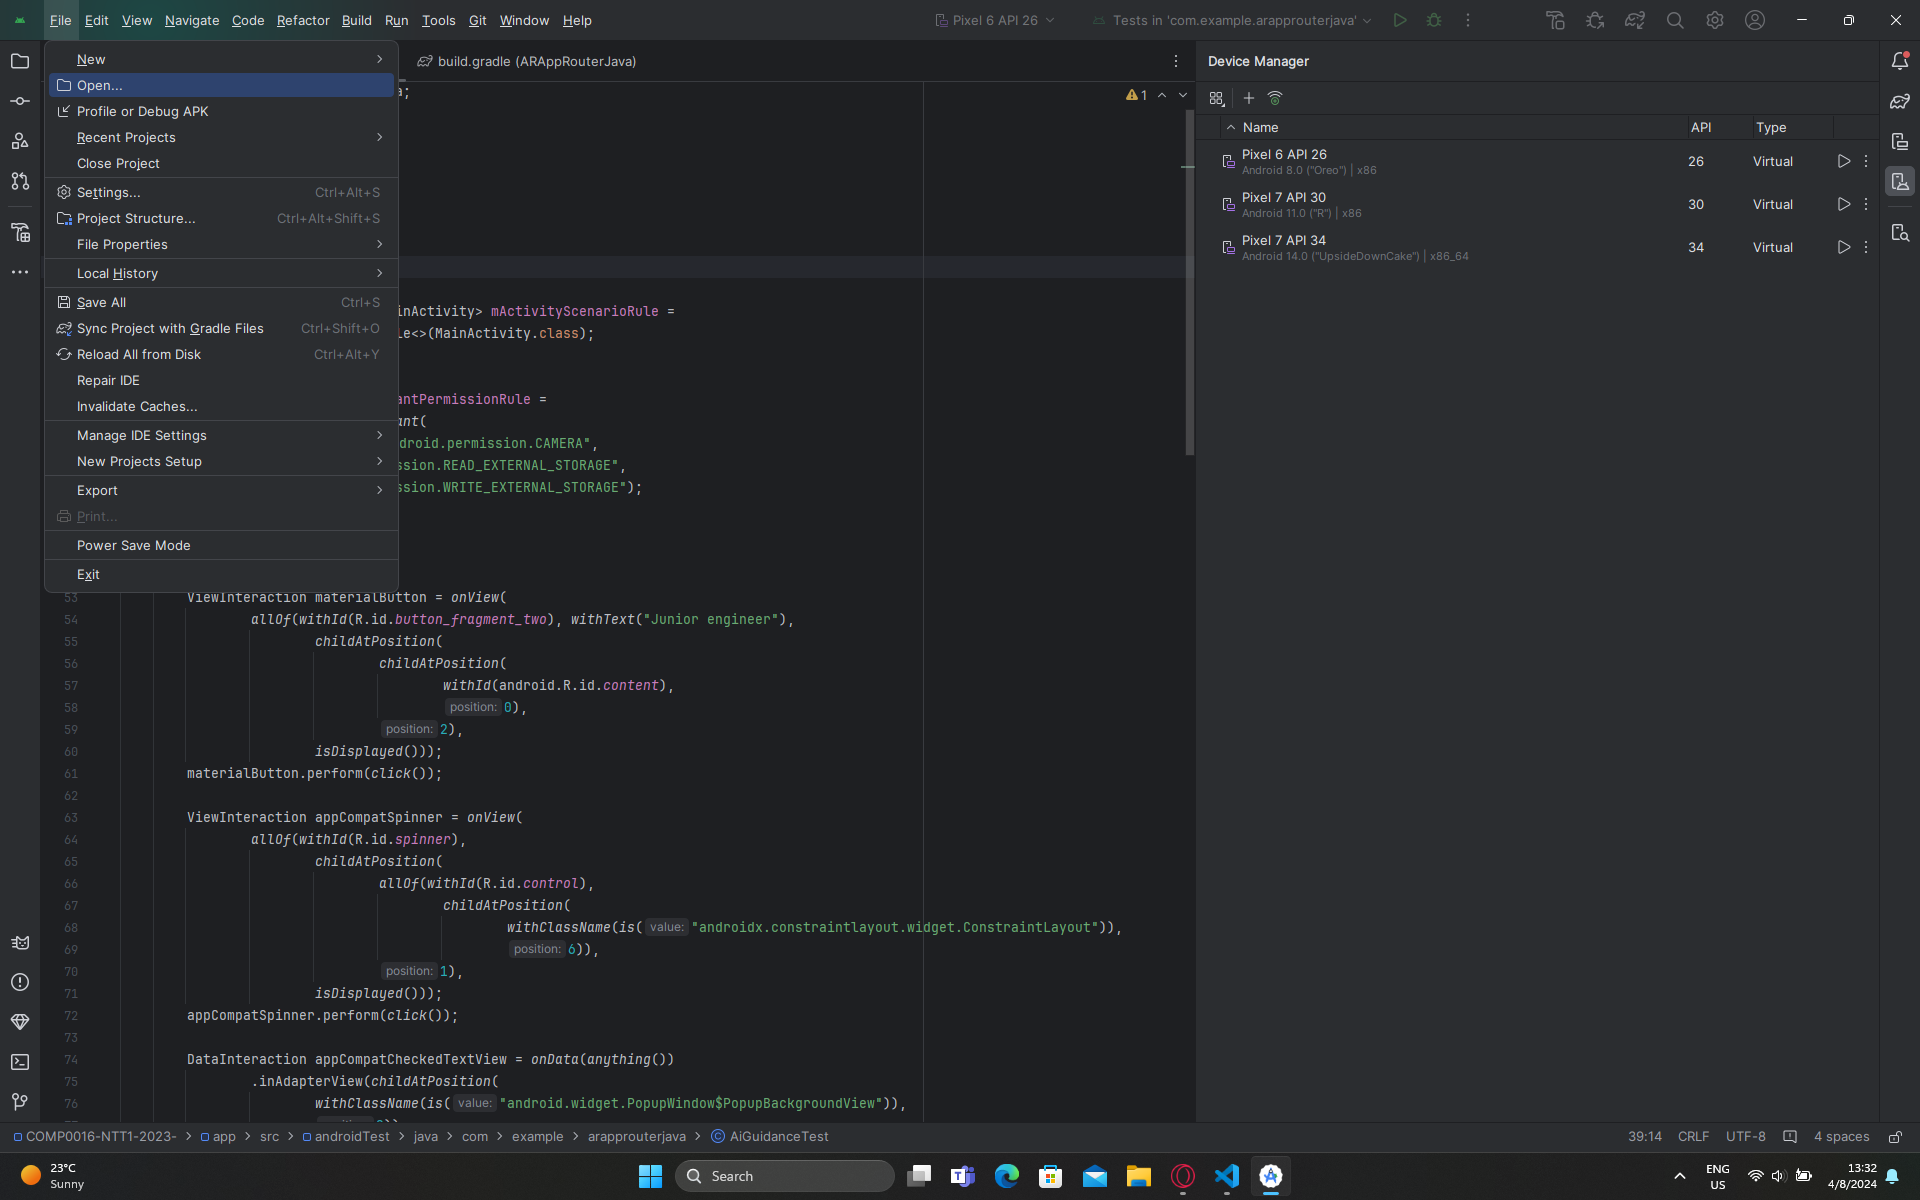 File Edit View Navigate Code Refactor Build Run Tools Git Window Help
Pixel 6 API 26
Tests in 'com.example.arapprouterjava'
New
Open...
Profile or Debug APK
Recent Projects
Close Project
Settings... Ctrl+Alt+S
Project Structure... Ctrl+Alt+Shift+S
File Properties
Local History
Save All Ctrl+S
Sync Project with Gradle Files Ctrl+Shift+O
Reload All from Disk Ctrl+Alt+Y
Repair IDE
Invalidate Caches...
Manage IDE Settings
New Projects Setup
Export
Print...
Power Save Mode
Exit
build.gradle (ARAppRouterJava)
1
a;
inActivity> mActivityScenarioRule =
le<>(MainActivity.class);
antPermissionRule =
ant(
droid.permission.CAMERA",
ssion.READ_EXTERNAL_STORAGE",
ssion.WRITE_EXTERNAL_STORAGE");
53 ViewInteraction materialButton = onView(
54 allOf(withId(R.id.button_fragment_two), withText("Junior engineer"),
55 childAtPosition(
56 childAtPosition(
57 withId(android.R.id.content),
58 position: 0),
59 position: 2),
60 isDisplayed()));
61 materialButton.perform(click());
62
63 ViewInteraction appCompatSpinner = onView(
64 allOf(withId(R.id.spinner),
65 childAtPosition(
66 allOf(withId(R.id.control),
67 childAtPosition(
68 withClassName(is( value: "androidx.constraintlayout.widget.ConstraintLayout")),
69 position: 6)),
70 position: 1),
71 isDisplayed()));
72 appCompatSpinner.perform(click());
73
74 DataInteraction appCompatCheckedTextView = onData(anything())
75 .inAdapterView(childAtPosition(
76 withClassName(is( value: "android.widget.PopupWindow$PopupBackgroundView")),
Device Manager
Name API Type
Pixel 6 API 26 26 Virtual
Android 8.0 ("Oreo") | x86
Pixel 7 API 30 30 Virtual
Android 11.0 ("R") | x86
Pixel 7 API 34 34 Virtual
Android 14.0 ("UpsideDownCake") | x86_64
COMP0016-NTT1-2023- > app > src > androidTest > java > com > example > arapprouterjava > AiGuidanceTest
39:14 CRLF UTF-8 4 spaces
23°C
Sunny
Search
ENG
US
13:32
4/8/2024